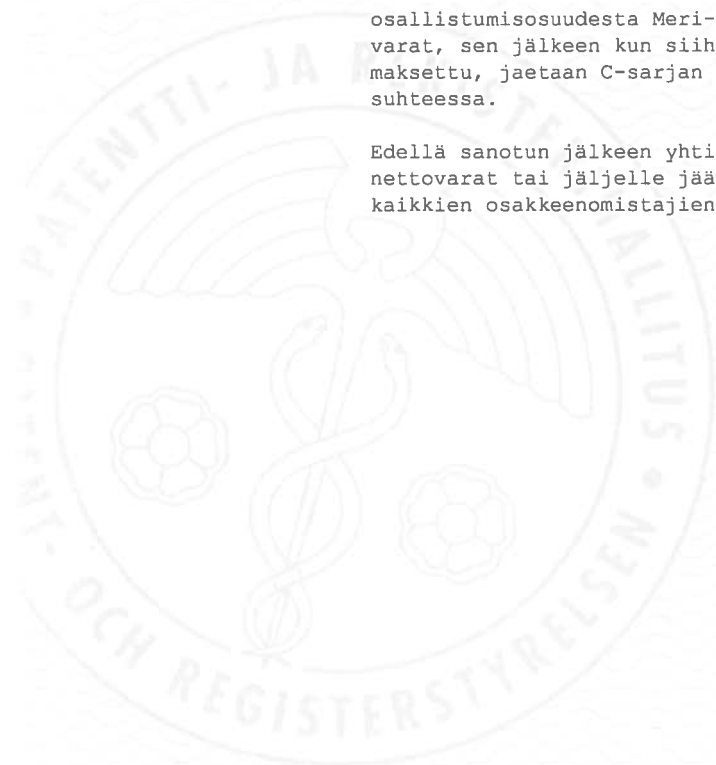 osallistumisosuudesta Meri-
varat, sen jälkeen kun siih
maksettu, jaetaan C-sarjan
suhteessa.
Edellä sanotun jälkeen yhti
nettovarat tai jäljelle jää
kaikkien osakkeenomistajien
PATENTTI- JA REKISTERIHALLITUS • PATENT- OCH REGISTERSTYRELSEN •